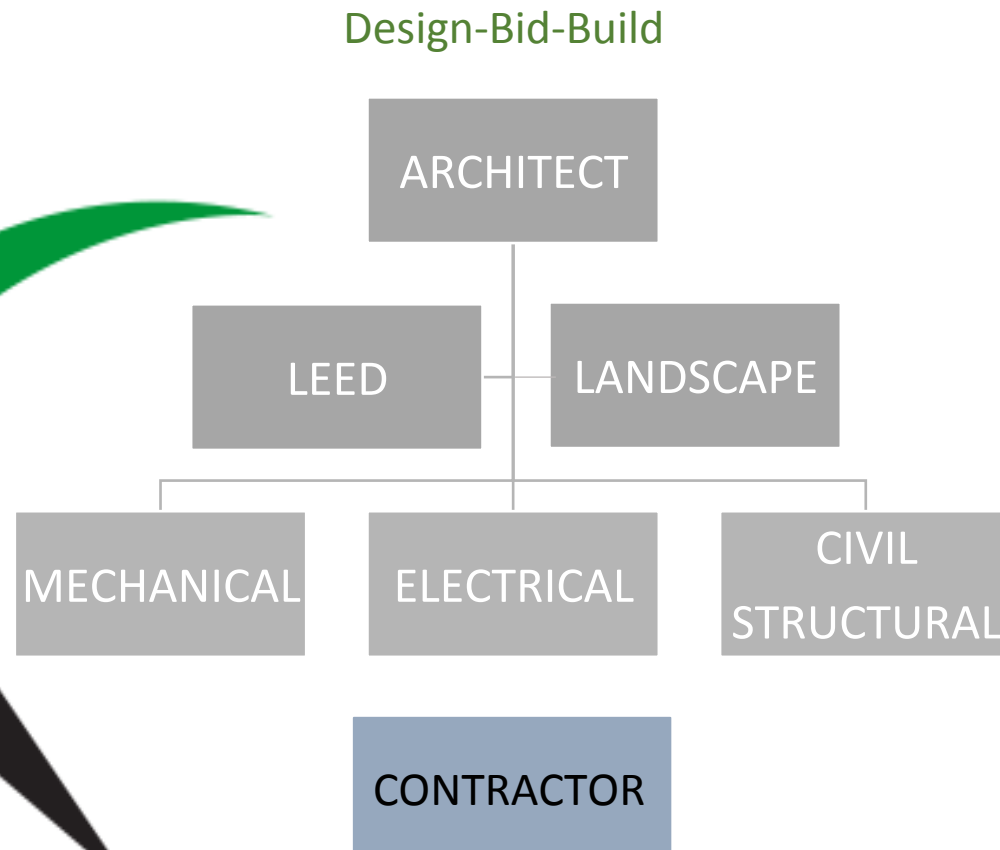 Design-Bid-Build
ARCHITECT
LEED
LANDSCAPE
MECHANICAL
ELECTRICAL
CIVIL
STRUCTURAL
CONTRACTOR